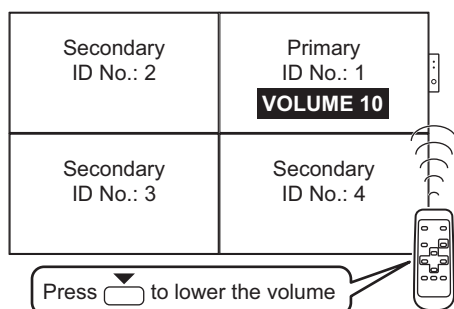 Secondary
ID No.: 2
Primary
ID No.: 1
VOLUME 10
Secondary
ID No.: 3
Secondary
ID No.: 4
Press to lower the volume